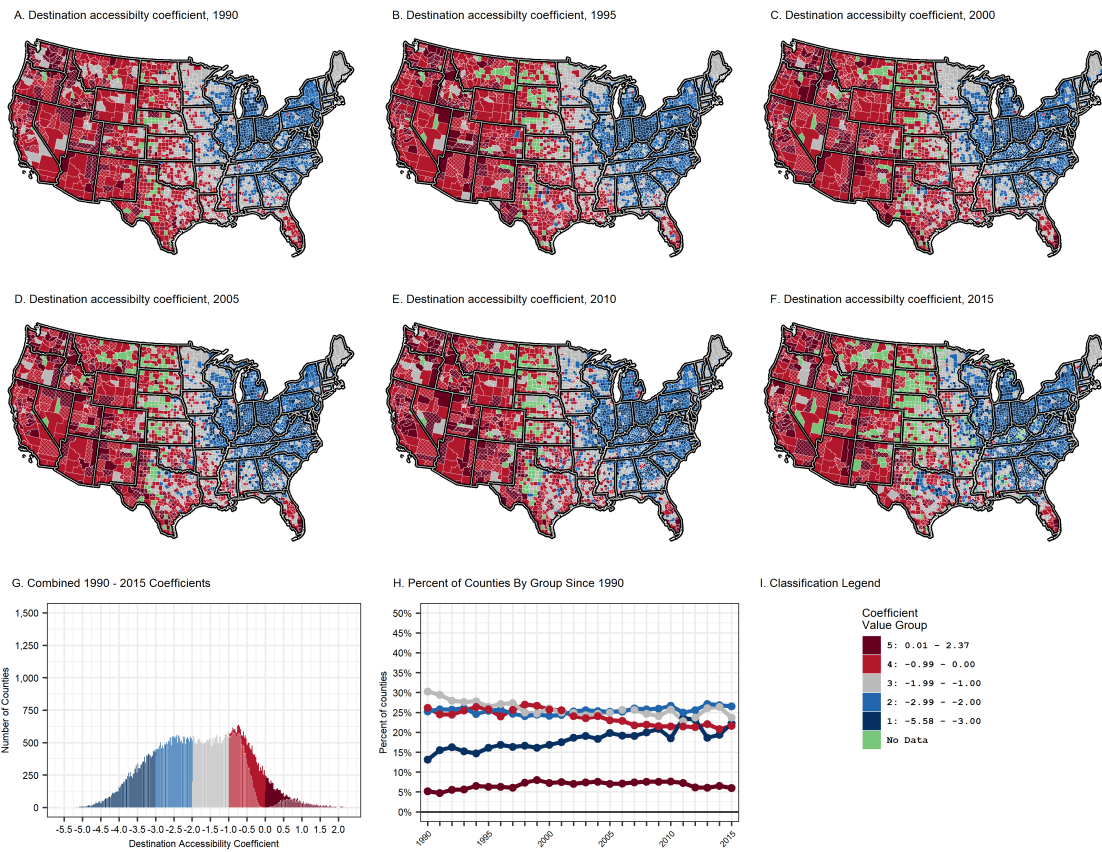 A. Destination accessibilty coefficient, 1990
B. Destination accessibilty coefficient, 1995
C. Destination accessibilty coefficient, 2000
D. Destination accessibilty coefficient, 2005
E. Destination accessibilty coefficient, 2010
F. Destination accessibilty coefficient, 2015
G. Combined 1990 - 2015 Coefficients
Number of Counties
1,500
1,250
1,000
750
500
250
0
-5.5 -5.0 -4.5 -4.0 -3.5 -3.0 -2.5 -2.0 -1.5 -1.0 -0.5 0.0 0.5 1.0 1.5 2.0
Destination Accessibility Coefficient
H. Percent of Counties By Group Since 1990
Percent of counties
50%
45%
40%
35%
30%
25%
20%
15%
10%
5%
0%
1990 1995 2000 2005 2010 2015
I. Classification Legend
Coefficient
Value Group
5: 0.01 - 2.37
4: -0.99 - 0.00
3: -1.99 - -1.00
2: -2.99 - -2.00
1: -5.58 - -3.00
No Data